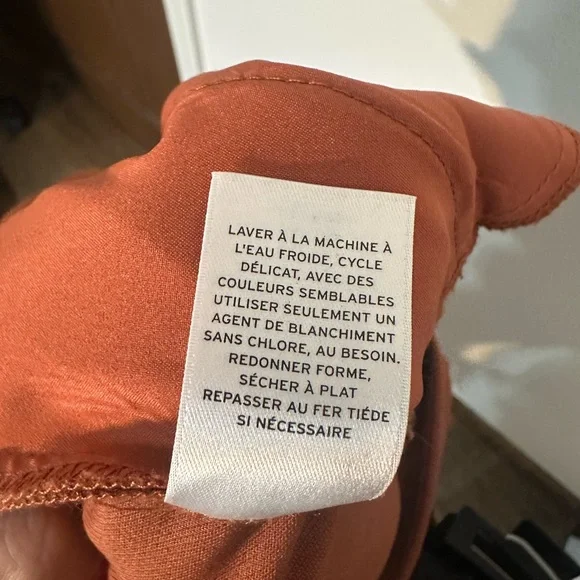 LAVER À LA MACHINE À
L'EAU FROIDE, CYCLE
DÉLICAT, AVEC DES
COULEURS SEMBLABLES
UTILISER SEULEMENT UN
AGENT DE BLANCHIMENT
SANS CHLORE, AU BESOIN.
REDONNER FORME,
SÉCHER À PLAT
REPASSER AU FER TIÉDE
SI NÉCESSAIRE